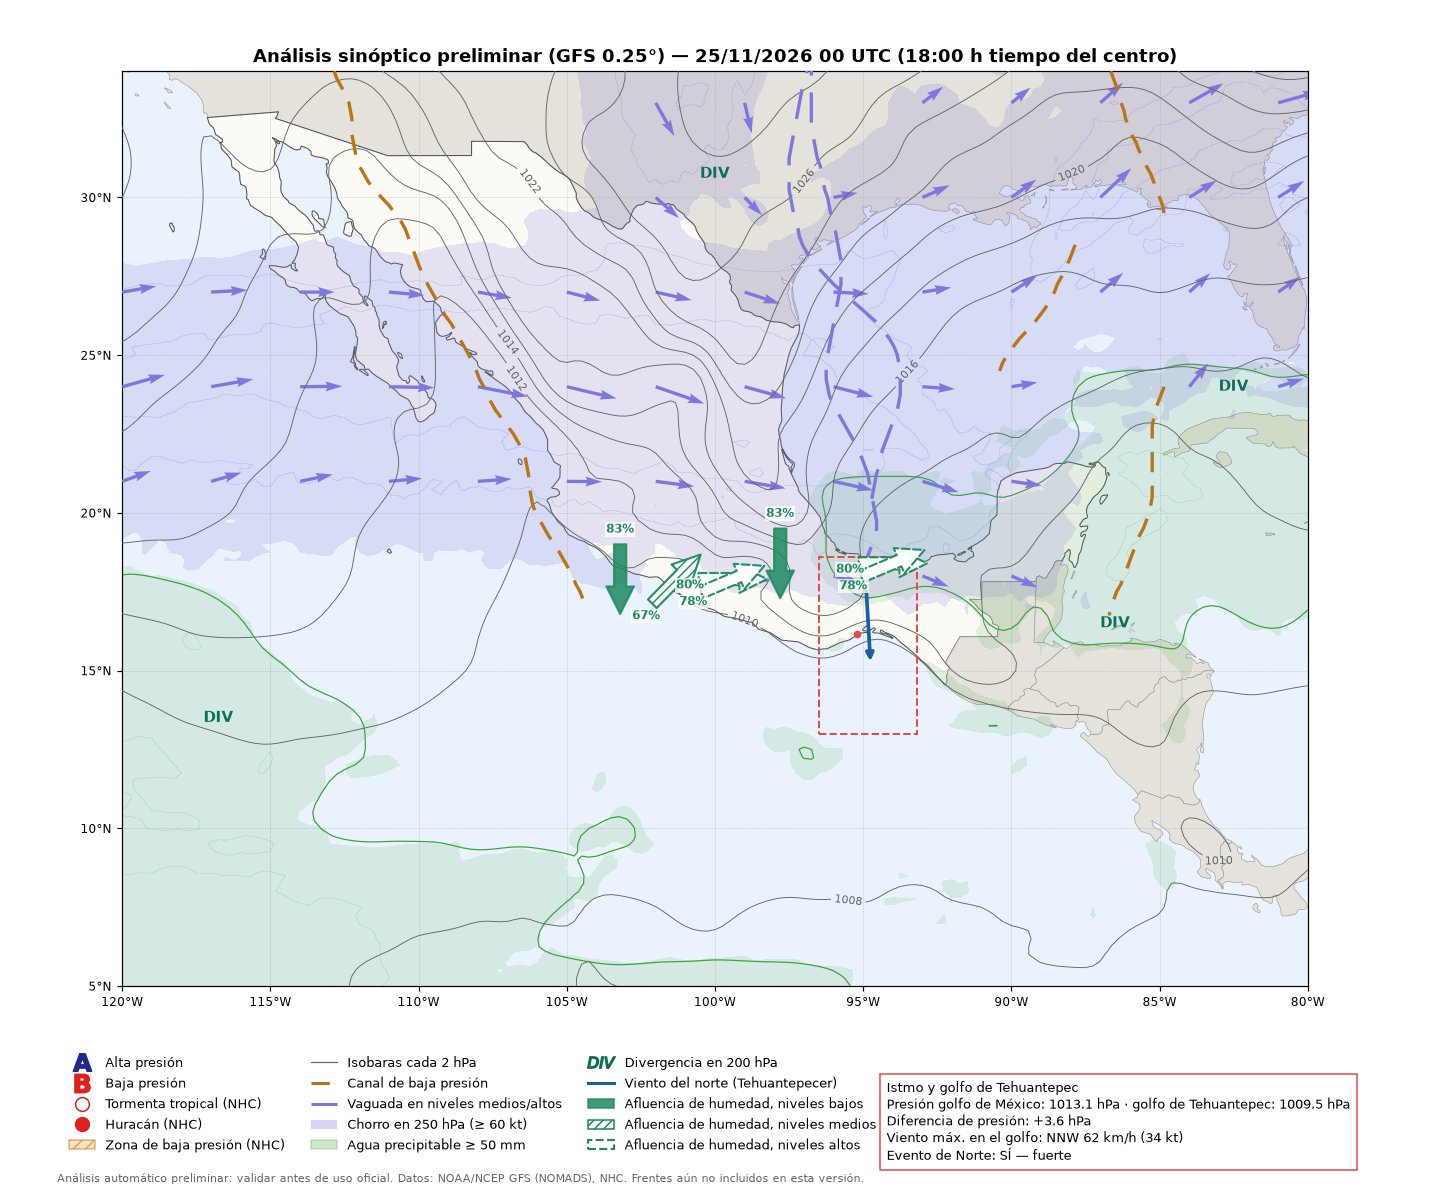 Análisis sinóptico preliminar (GFS 0.25°) — 25/11/2026 00 UTC (18:00 h tiempo del centro)
DIV
1022
1026
1020
30°N
1014
1012
1016
25°N
DIV
20°N
83%
83%
80%
78%
67%
80%
78%
1010
DIV
15°N
DIV
10°N
1010
1008
5°N
120°W
115°W
110°W
105°W
100°W
95°W
90°W
85°W
80°W
A Alta presión
B Baja presión
Tormenta tropical (NHC)
Huracán (NHC)
Zona de baja presión (NHC)
Isobaras cada 2 hPa
Canal de baja presión
Vaguada en niveles medios/altos
Chorro en 250 hPa (≥ 60 kt)
Agua precipitable ≥ 50 mm
DIV Divergencia en 200 hPa
Viento del norte (Tehuantepecer)
Afluencia de humedad, niveles bajos
Afluencia de humedad, niveles medios
Afluencia de humedad, niveles altos
Istmo y golfo de Tehuantepec
Presión golfo de México: 1013.1 hPa · golfo de Tehuantepec: 1009.5 hPa
Diferencia de presión: +3.6 hPa
Viento máx. en el golfo: NNW 62 km/h (34 kt)
Evento de Norte: SÍ — fuerte
Análisis automático preliminar: validar antes de uso oficial. Datos: NOAA/NCEP GFS (NOMADS), NHC. Frentes aún no incluidos en esta versión.